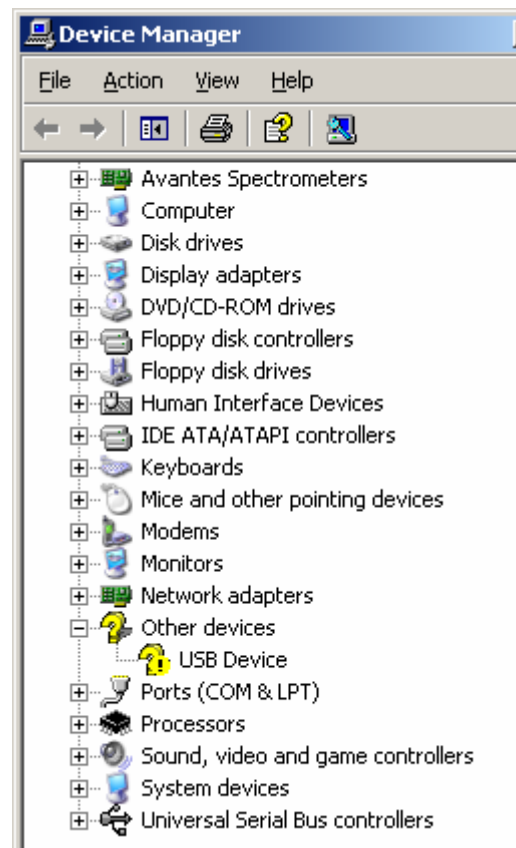 Device Manager
File Action View Help
Avantes Spectrometers
Computer
Disk drives
Display adapters
DVD/CD-ROM drives
Floppy disk controllers
Floppy disk drives
Human Interface Devices
IDE ATA/ATAPI controllers
Keyboards
Mice and other pointing devices
Modems
Monitors
Network adapters
Other devices
USB Device
Ports (COM & LPT)
Processors
Sound, video and game controllers
System devices
Universal Serial Bus controllers